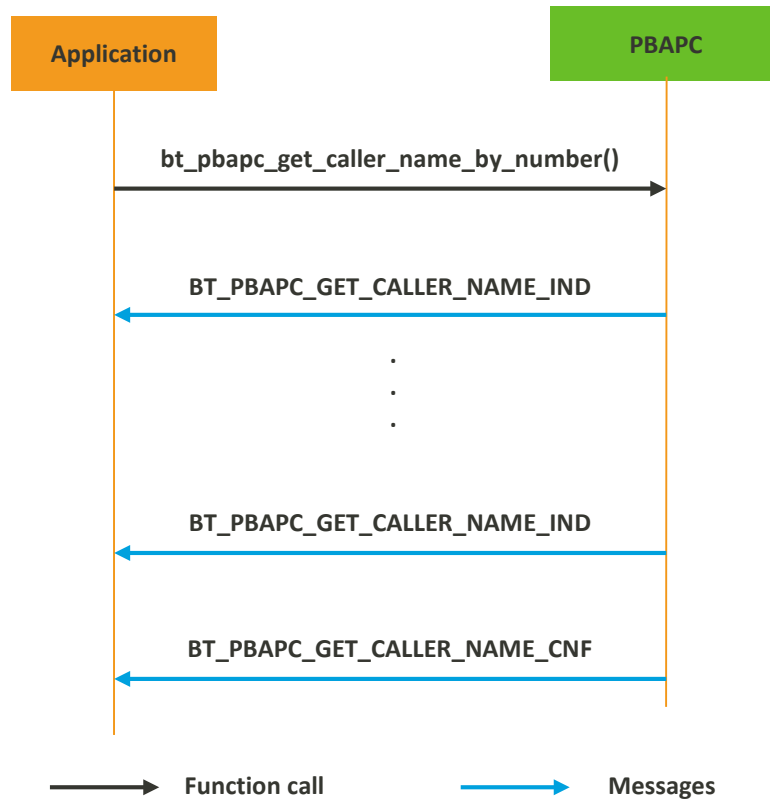 Application
PBAPC
bt_pbapc_get_caller_name_by_number()
BT_PBAPC_GET_CALLER_NAME_IND
.
.
.
BT_PBAPC_GET_CALLER_NAME_IND
BT_PBAPC_GET_CALLER_NAME_CNF
Function call
Messages